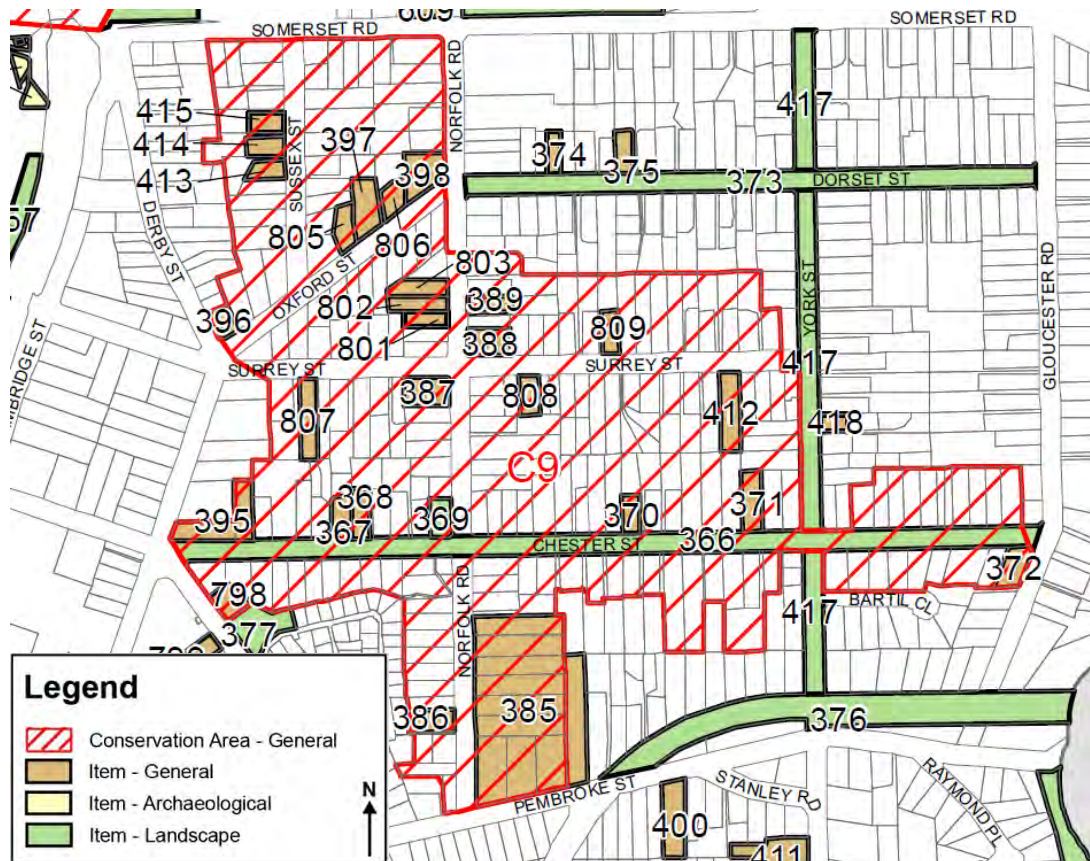 809
SOMERSET RD
SOMERSET RD
NORFOLK RD
415
414
413
SUSSEX ST
397
398
374
375
417
373
DORSET ST
DERBY ST
805
806
OXFORD ST
803
802
801
389
388
809
396
YORK ST
GLOUCESTER RD
SURREY ST
SURREY ST
417
807
387
808
412
418
C9
395
368
367
369
370
371
CHESTER ST
366
372
798
377
NORFOLK RD
417
BARTIL CL
386
385
376
PEMBROKE ST
STANLEY RD
RAYMOND PL
400
411
Legend
Conservation Area - General
Item - General
Item - Archaeological
Item - Landscape
N